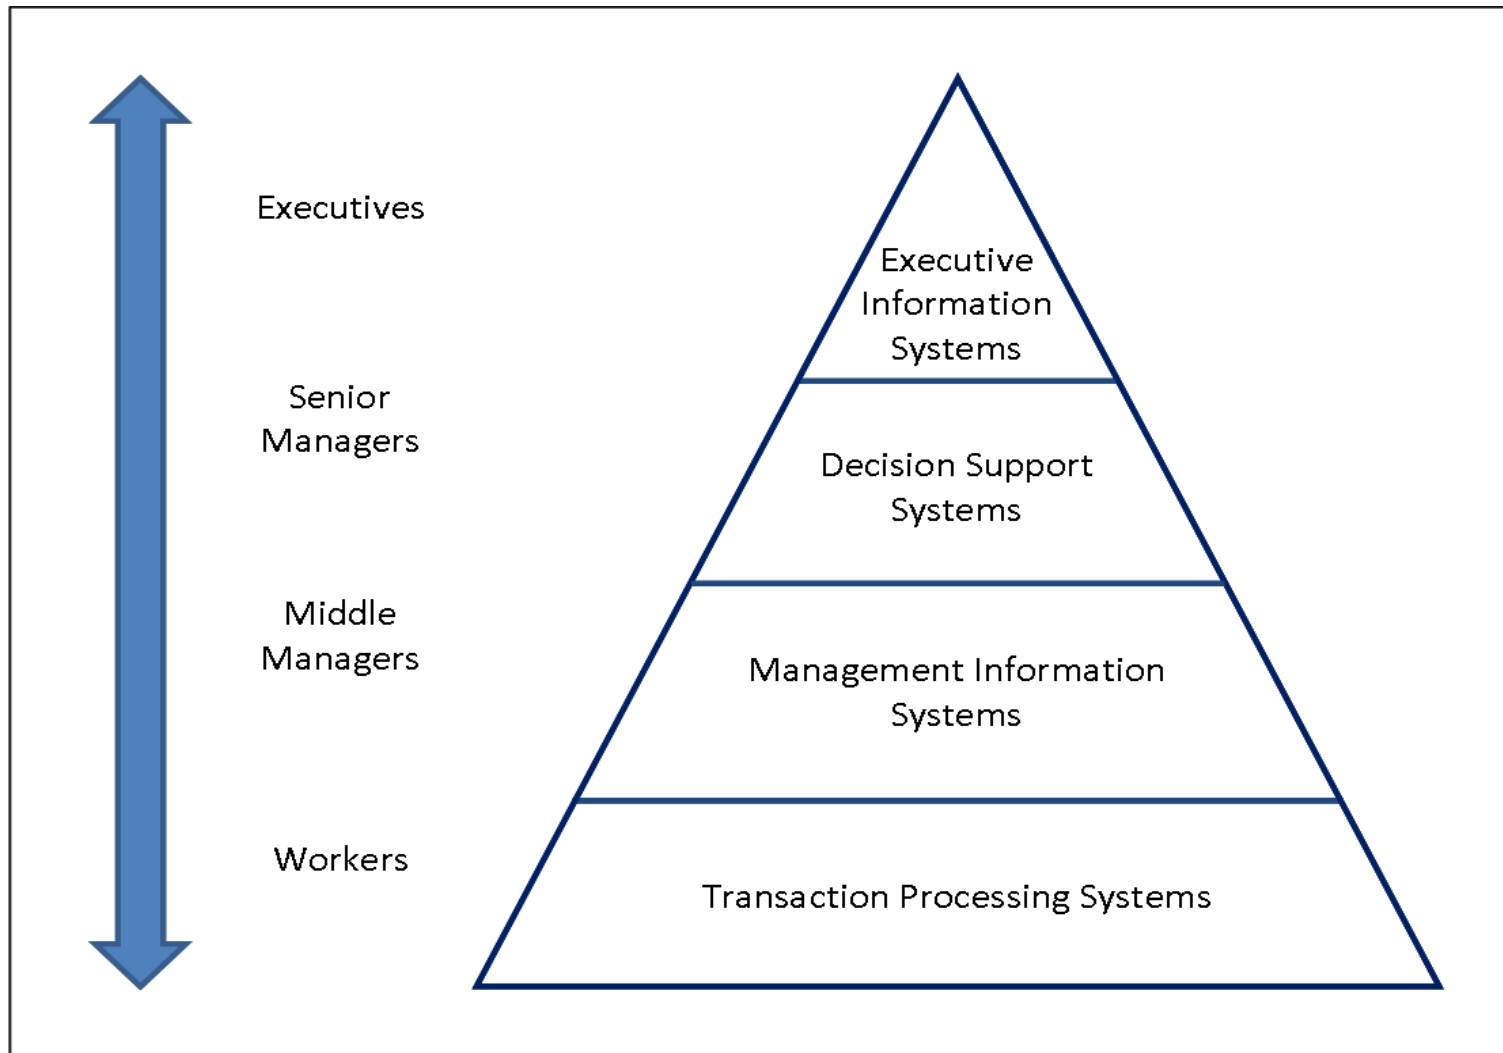 Executives
Executive
Information
Systems
Senior
Managers
Decision Support
Systems
Middle
Managers
Management Information
Systems
Workers
Transaction Processing Systems